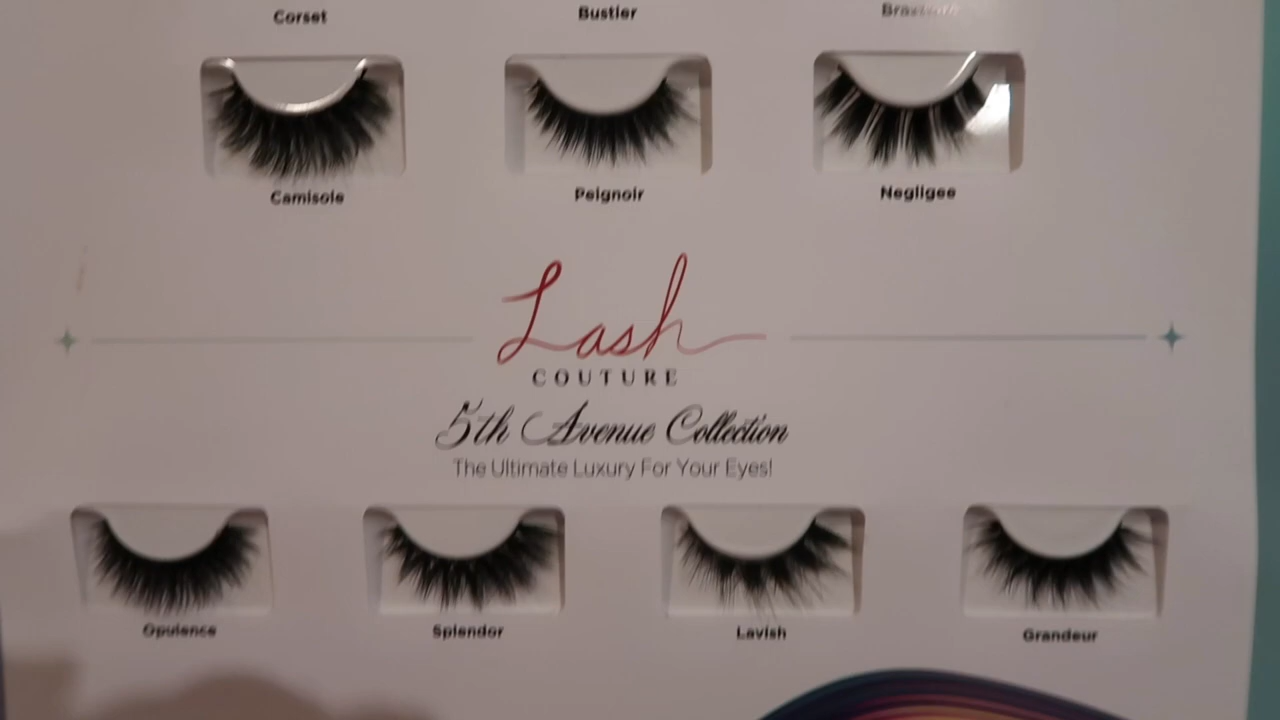 Corset Bustier
Camisole Peignoir Negligee
Lash
COUTURE
5th Avenue Collection
The Ultimate Luxury For Your Eyes!
Opulence Splendor Lavish Grandeur